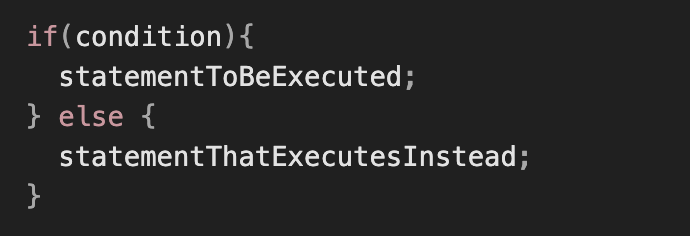 if(condition){
  statementToBeExecuted;
} else {
  statementThatExecutesInstead;
}